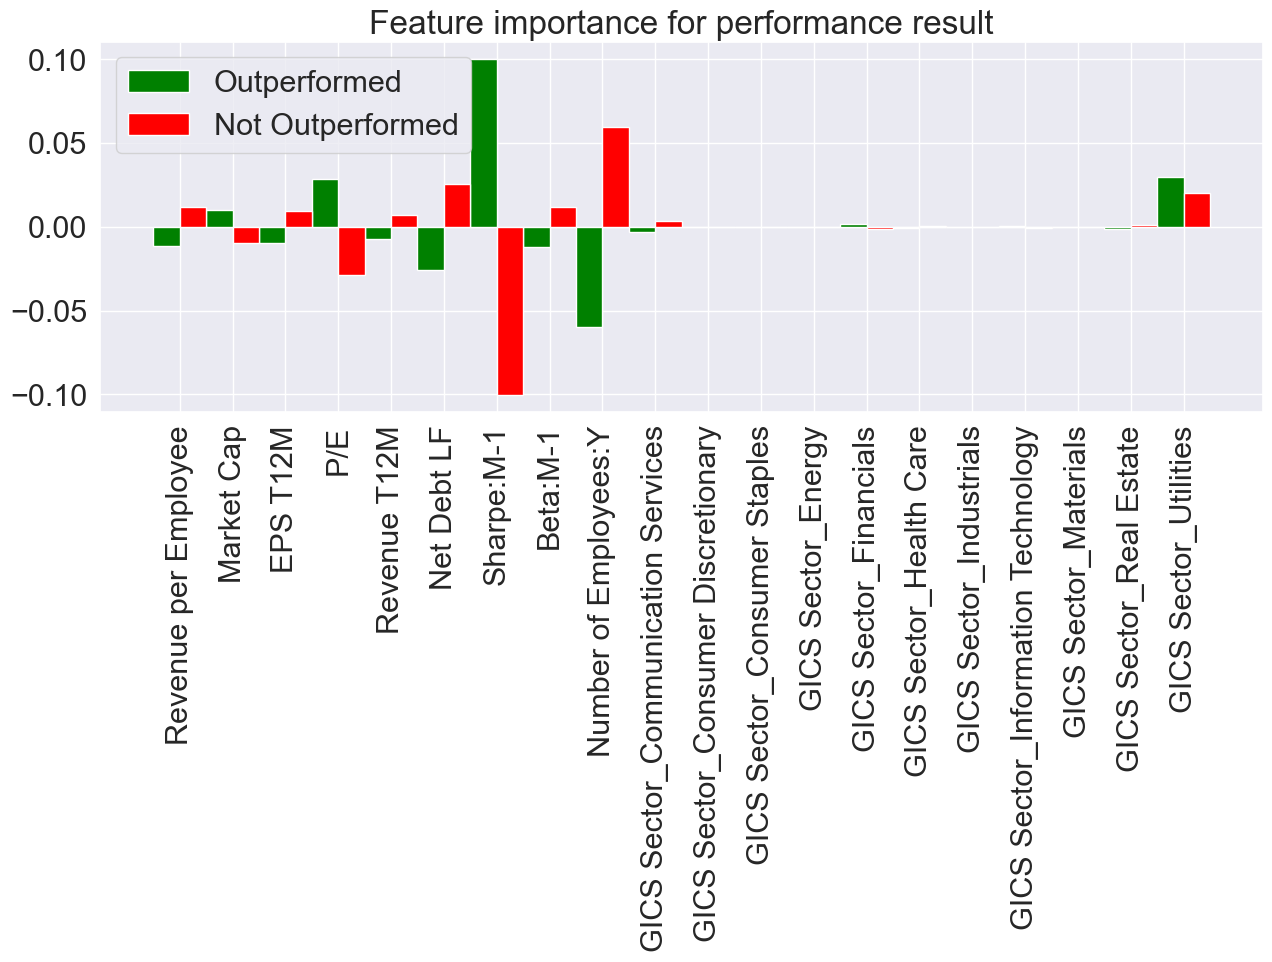 Feature importance for performance result
Outperformed
Not Outperformed
0.10
0.05
0.00
−0.05
−0.10
Revenue per Employee
Market Cap
EPS T12M
P/E
Revenue T12M
Net Debt LF
Sharpe:M-1
Beta:M-1
Number of Employees:Y
GICS Sector_Communication Services
GICS Sector_Consumer Discretionary
GICS Sector_Consumer Staples
GICS Sector_Energy
GICS Sector_Financials
GICS Sector_Health Care
GICS Sector_Industrials
GICS Sector_Information Technology
GICS Sector_Materials
GICS Sector_Real Estate
GICS Sector_Utilities